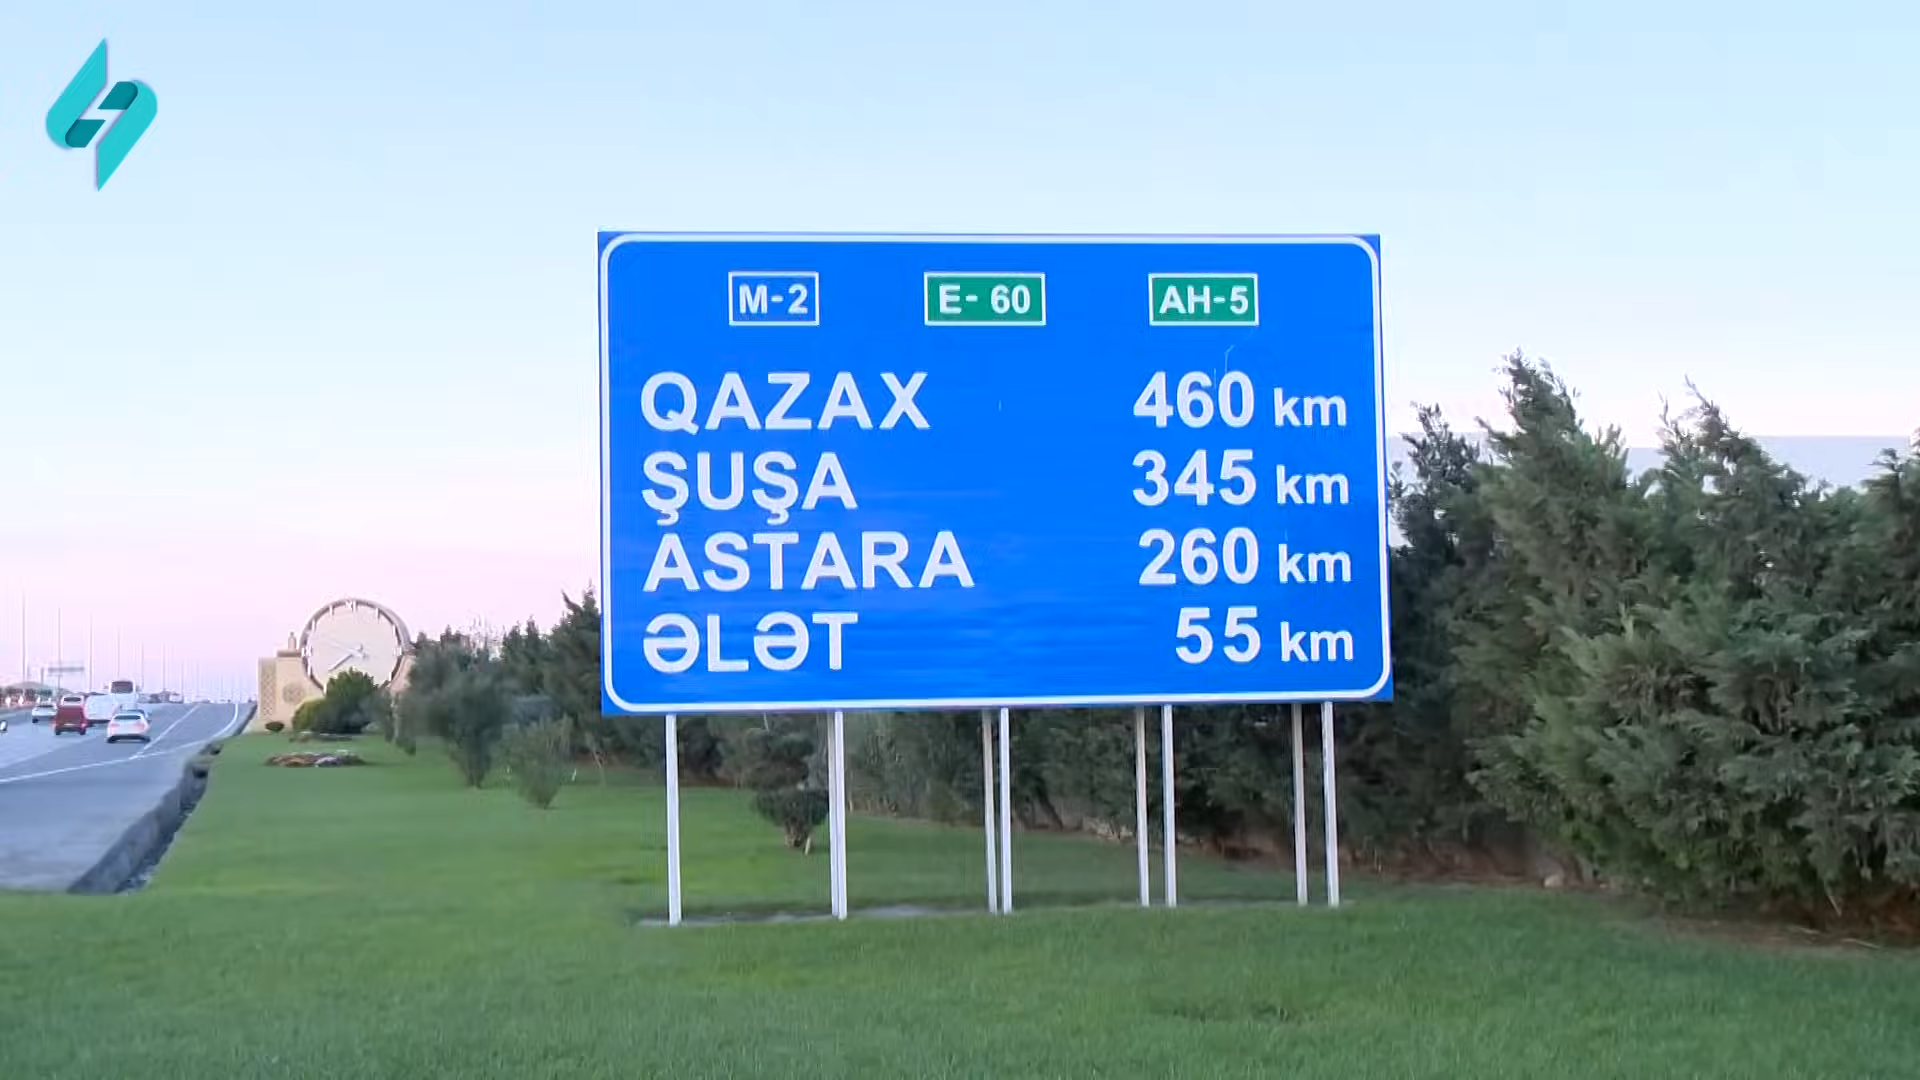 M-2 E- 60 AH-5
QAZAX 460 km
ŞUŞA 345 km
ASTARA 260 km
ƏLƏT 55 km